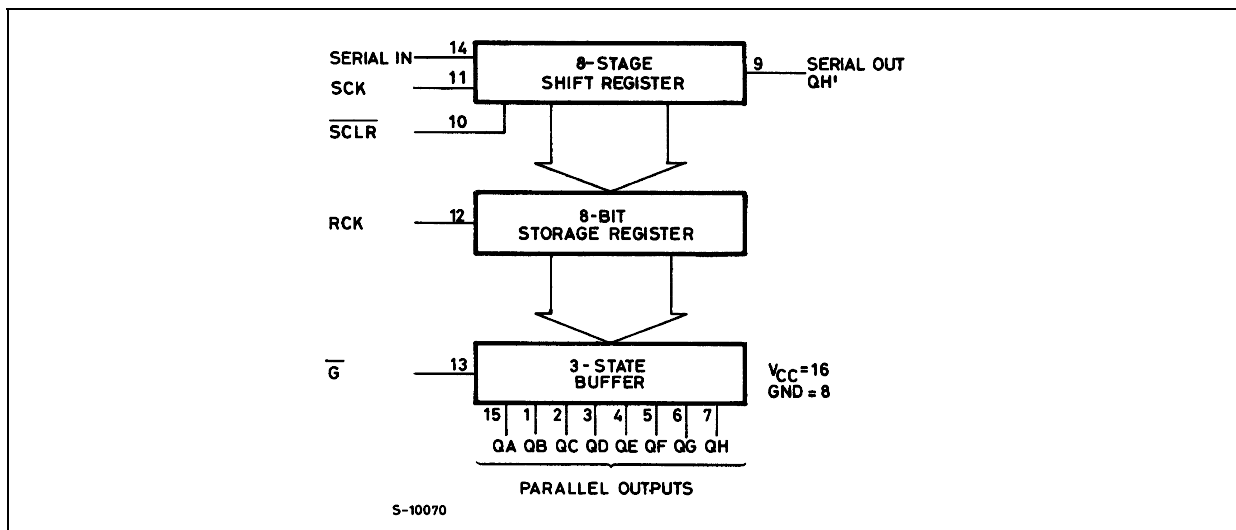 SERIAL IN
14
8-STAGE
SHIFT REGISTER
9
SERIAL OUT
QH'
SCK
11
SCLR
10
RCK
12
8-BIT
STORAGE REGISTER
G
13
3-STATE
BUFFER
VCC=16
GND=8
15 1 2 3 4 5 6 7
QA QB QC QD QE QF QG QH
PARALLEL OUTPUTS
S-10070